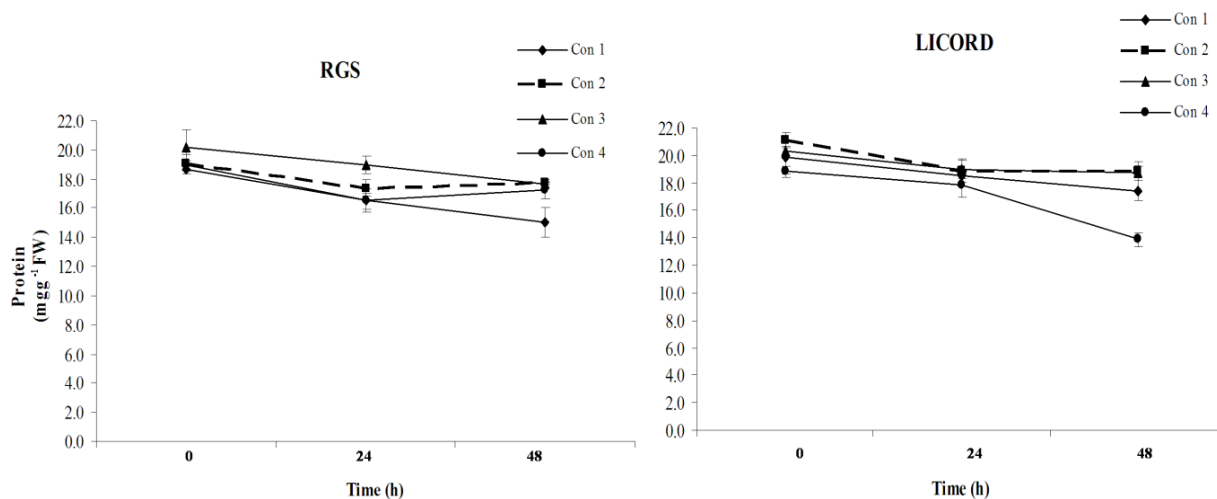 RGS
Con 1
Con 2
Con 3
Con 4
22.0
20.0
18.0
16.0
14.0
12.0
10.0
8.0
6.0
4.0
2.0
0.0
Protein
(mgg⁻¹FW)
0 24 48
Time (h)
LICORD
Con 1
Con 2
Con 3
Con 4
22.0
20.0
18.0
16.0
14.0
12.0
10.0
8.0
6.0
4.0
2.0
0.0
0 24 48
Time (h)